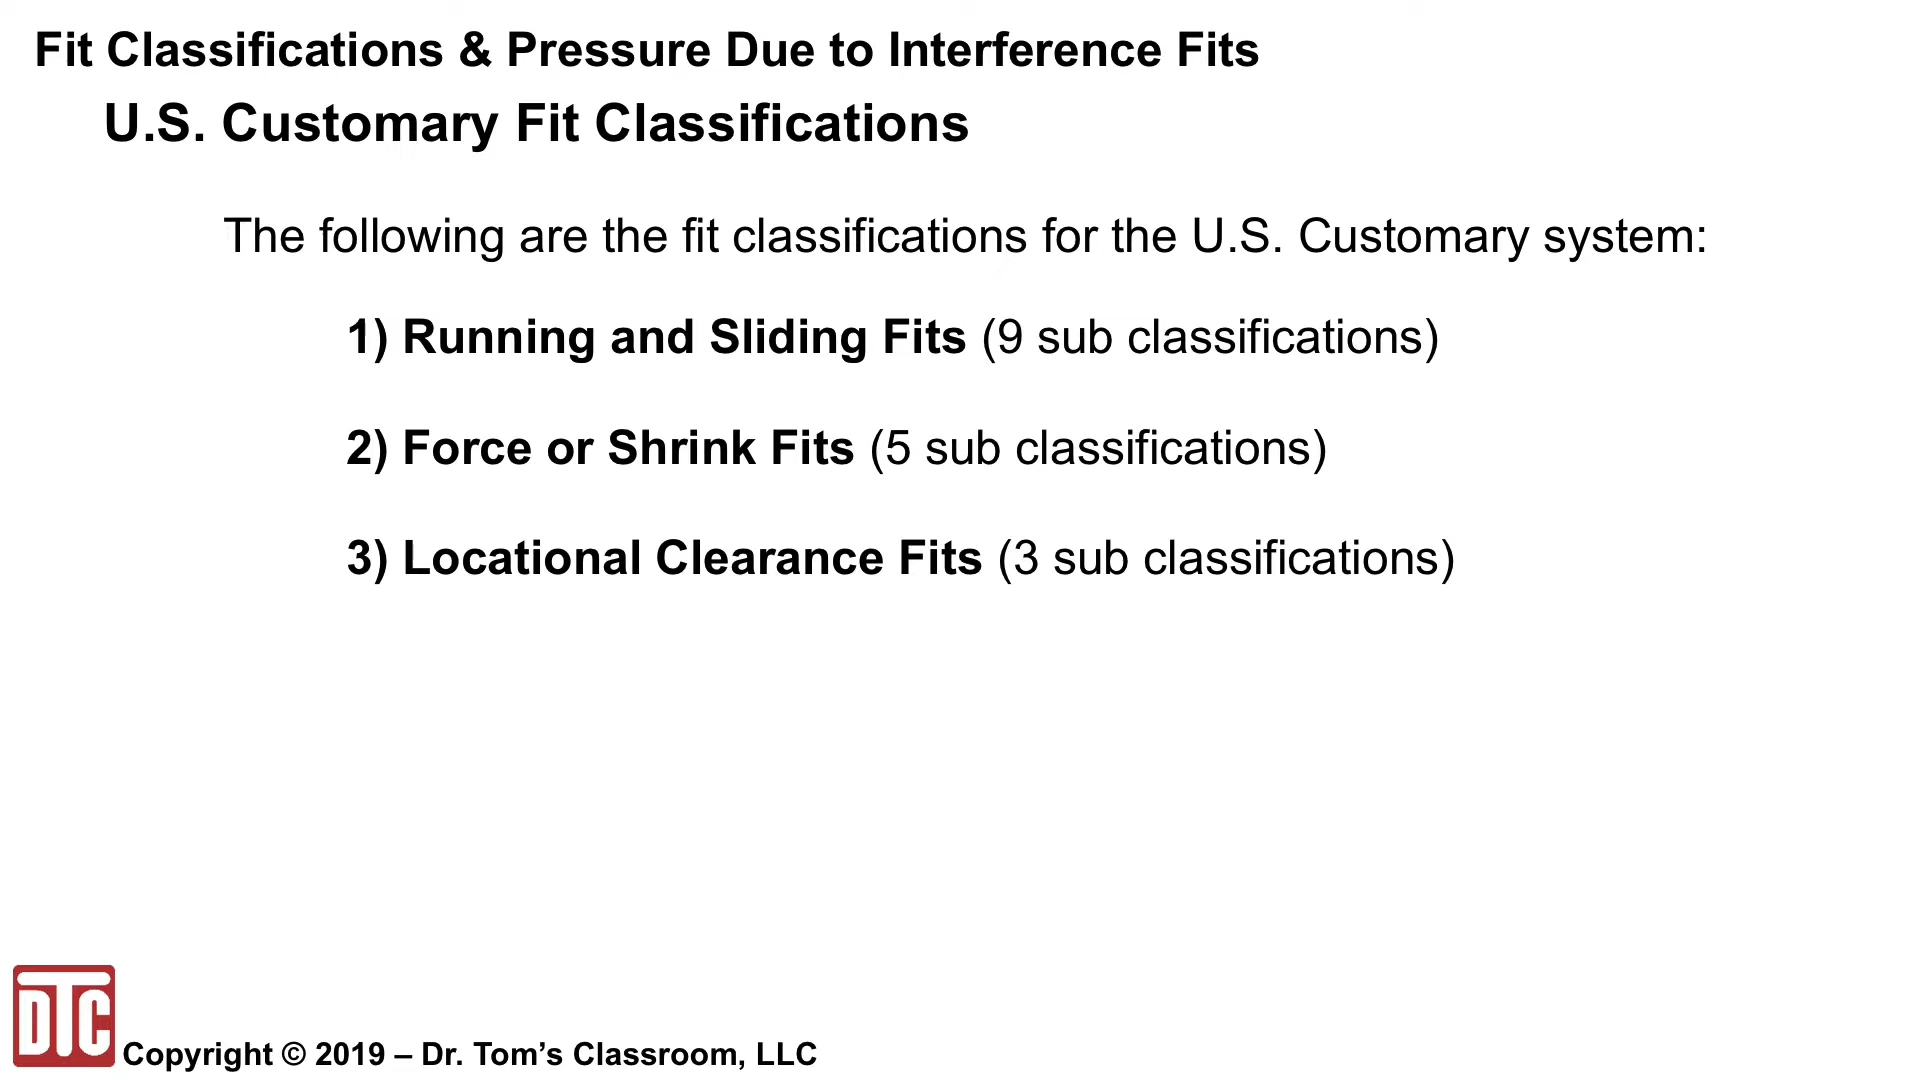 Fit Classifications & Pressure Due to Interference Fits
U.S. Customary Fit Classifications
The following are the fit classifications for the U.S. Customary system:
1) Running and Sliding Fits (9 sub classifications)
2) Force or Shrink Fits (5 sub classifications)
3) Locational Clearance Fits (3 sub classifications)
DTC
Copyright © 2019 – Dr. Tom’s Classroom, LLC